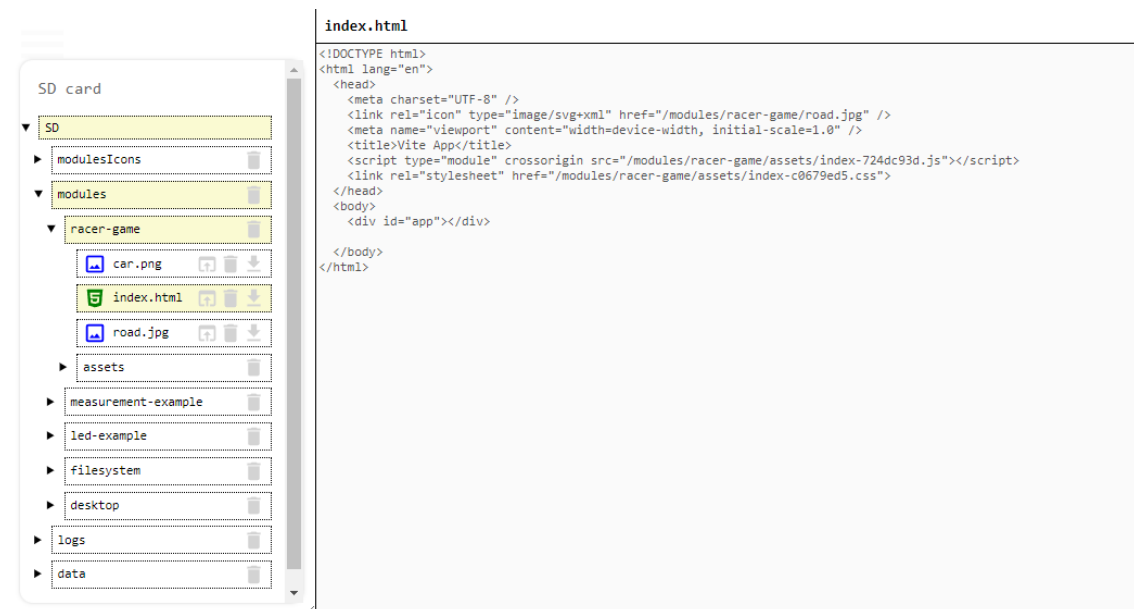 SD card
SD
modulesIcons
modules
racer-game
car.png
index.html
road.jpg
assets
measurement-example
led-example
filesystem
desktop
logs
data
index.html
<!DOCTYPE html>
<html lang="en">
  <head>
    <meta charset="UTF-8" />
    <link rel="icon" type="image/svg+xml" href="/modules/racer-game/road.jpg" />
    <meta name="viewport" content="width=device-width, initial-scale=1.0" />
    <title>Vite App</title>
    <script type="module" crossorigin src="/modules/racer-game/assets/index-724dc93d.js"></script>
    <link rel="stylesheet" href="/modules/racer-game/assets/index-c0679ed5.css">
  </head>
  <body>
    <div id="app"></div>
  </body>
</html>